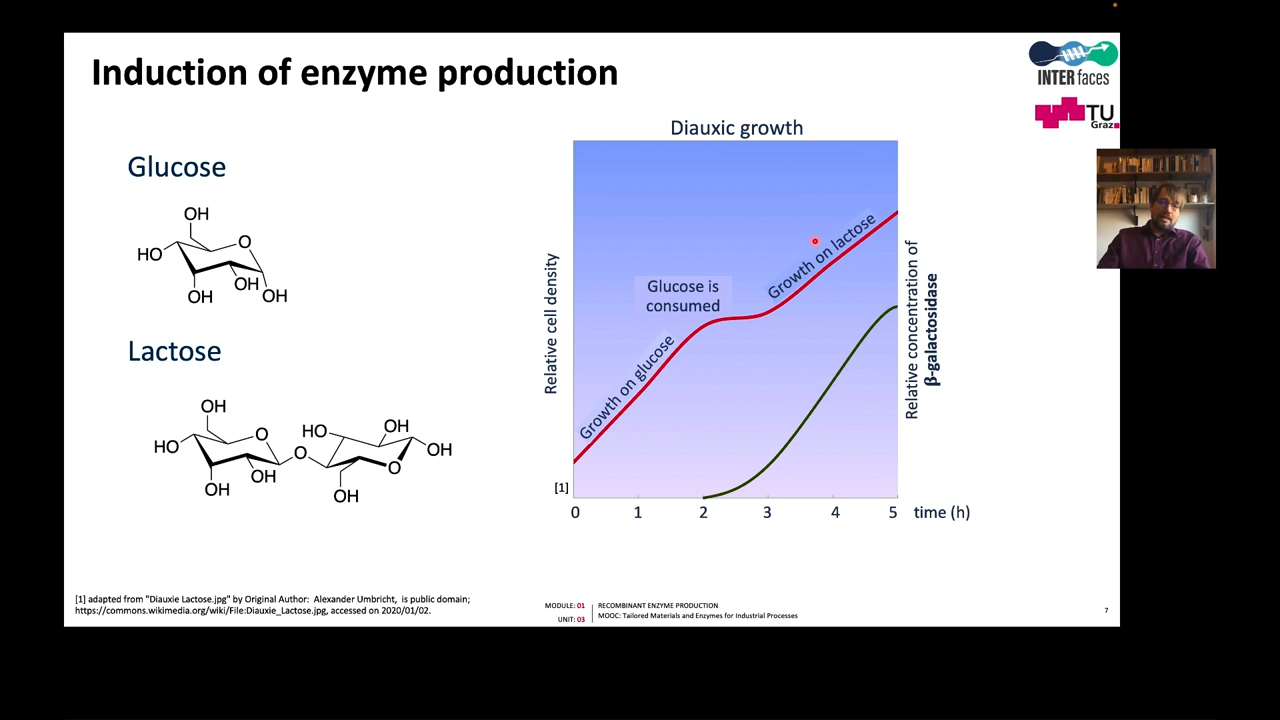 Induction of enzyme production
INTERfaces
TU
Graz
Glucose
OH
HO
O
OH
OH
OH
Lactose
OH
HO
O
OH
OH
O
HO
OH
OH
O
OH
Diauxic growth
Relative cell density
Growth on glucose
Glucose is
consumed
Growth on lactose
Relative concentration of
β-galactosidase
[1]
0 1 2 3 4 5 time (h)
[1] adapted from "Diauxie Lactose.jpg" by Original Author: Alexander Umbricht, is public domain;
https://commons.wikimedia.org/wiki/File:Diauxie_Lactose.jpg, accessed on 2020/01/02.
MODULE: 01 RECOMBINANT ENZYME PRODUCTION
UNIT: 03 MOOC: Tailored Materials and Enzymes for Industrial Processes
7